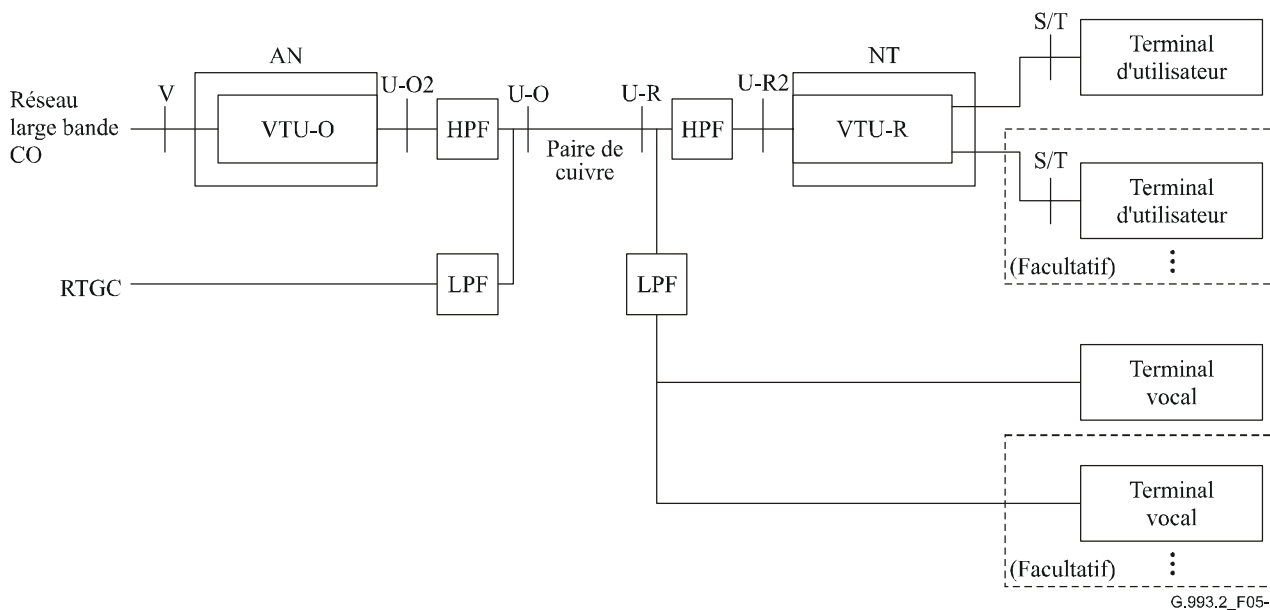 S/T
Terminal
d'utilisateur
AN
NT
V
U-O2
U-O
U-R
U-R2
Réseau
large bande
CO
VTU-O
HPF
HPF
VTU-R
Paire de
cuivre
S/T
Terminal
d'utilisateur
(Facultatif)
RTGC
LPF
LPF
Terminal
vocal
Terminal
vocal
(Facultatif)
G.993.2_F05-